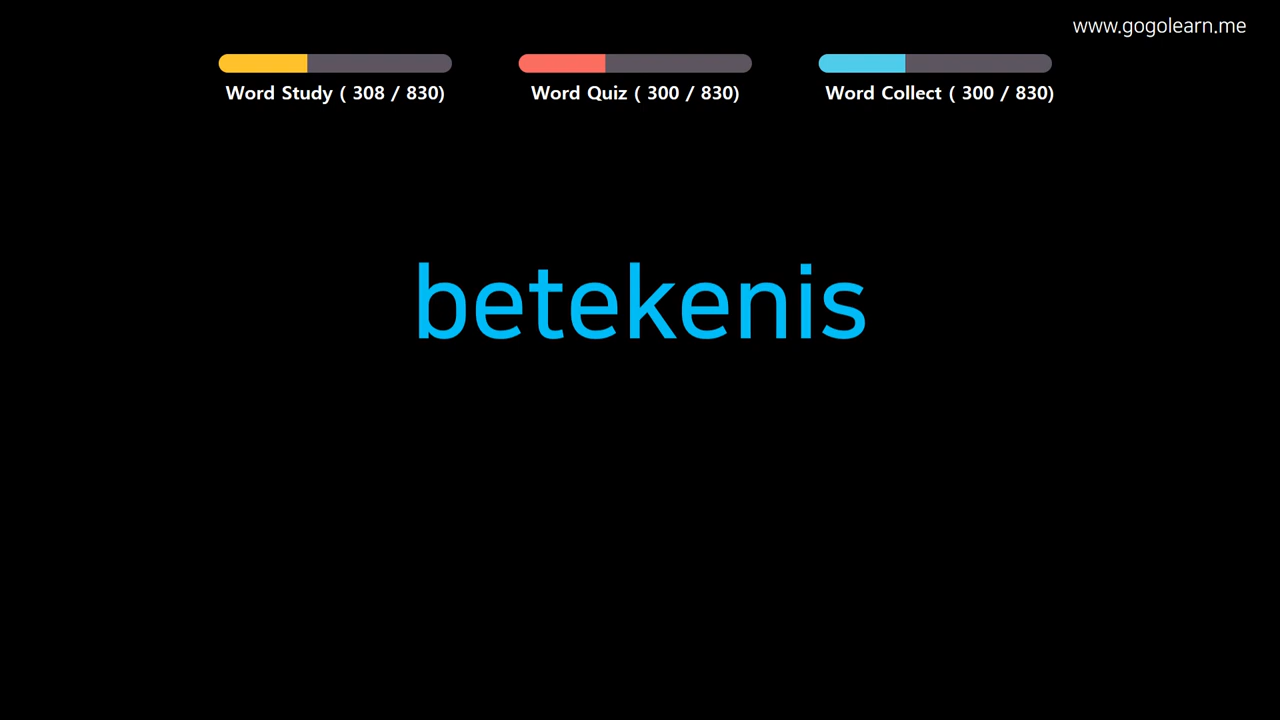 www.gogolearn.me
Word Study ( 308 / 830)
Word Quiz ( 300 / 830)
Word Collect ( 300 / 830)
betekenis